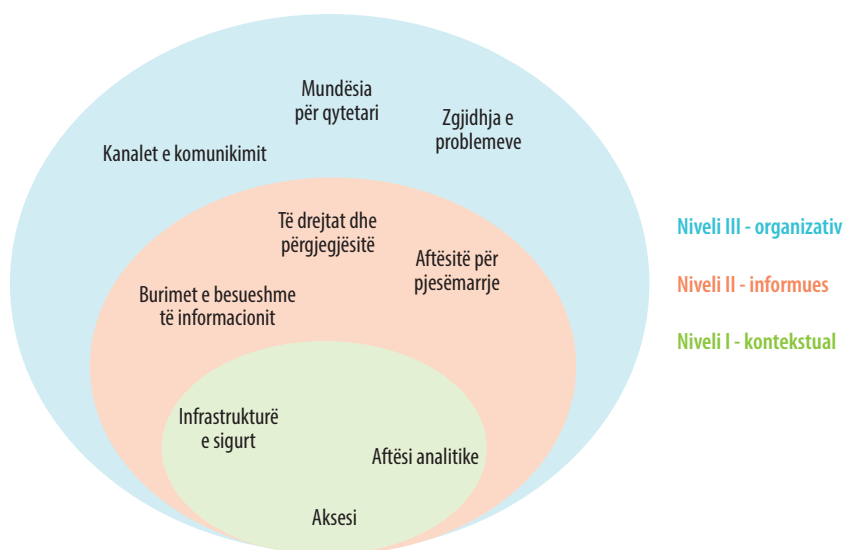 Mundësia
për qytetari
Zgjidhja e
problemeve
Kanalet e komunikimit
Të drejtat dhe
përgjegjësitë
Aftësitë për
pjesëmarrje
Burimet e besueshme
të informacionit
Infrastrukturë
e sigurt
Aftësi analitike
Aksesi
Niveli III - organizativ
Niveli II - informues
Niveli I - kontekstual